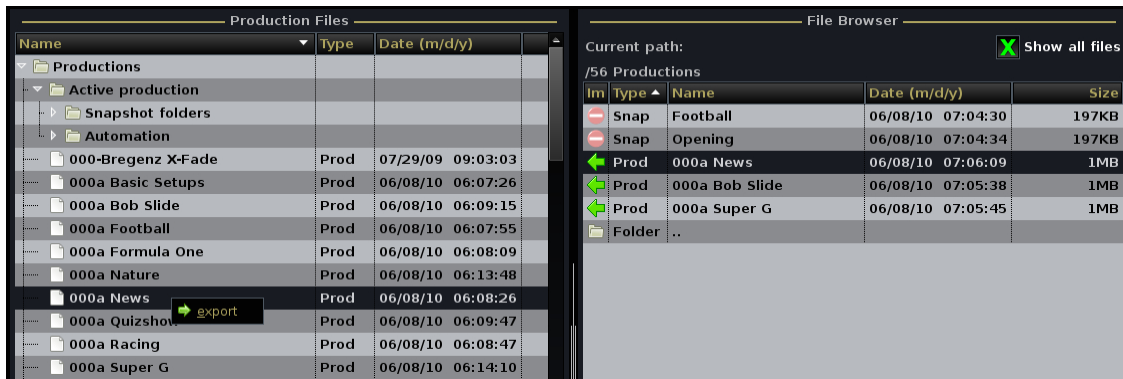 Production Files
Name Type Date (m/d/y)
Productions
Active production
Snapshot folders
Automation
000-Bregenz X-Fade Prod 07/29/09 09:03:03
000a Basic Setups Prod 06/08/10 06:07:26
000a Bob Slide Prod 06/08/10 06:09:15
000a Football Prod 06/08/10 06:07:55
000a Formula One Prod 06/08/10 06:08:09
000a Nature Prod 06/08/10 06:13:48
000a News Prod 06/08/10 06:08:26
export
000a Quizshow Prod 06/08/10 06:09:47
000a Racing Prod 06/08/10 06:08:47
000a Super G Prod 06/08/10 06:14:10
File Browser
Current path: X Show all files
/56 Productions
Im Type Name Date (m/d/y) Size
Snap Football 06/08/10 07:04:30 197KB
Snap Opening 06/08/10 07:04:34 197KB
Prod 000a News 06/08/10 07:06:09 1MB
Prod 000a Bob Slide 06/08/10 07:05:38 1MB
Prod 000a Super G 06/08/10 07:05:45 1MB
Folder ..